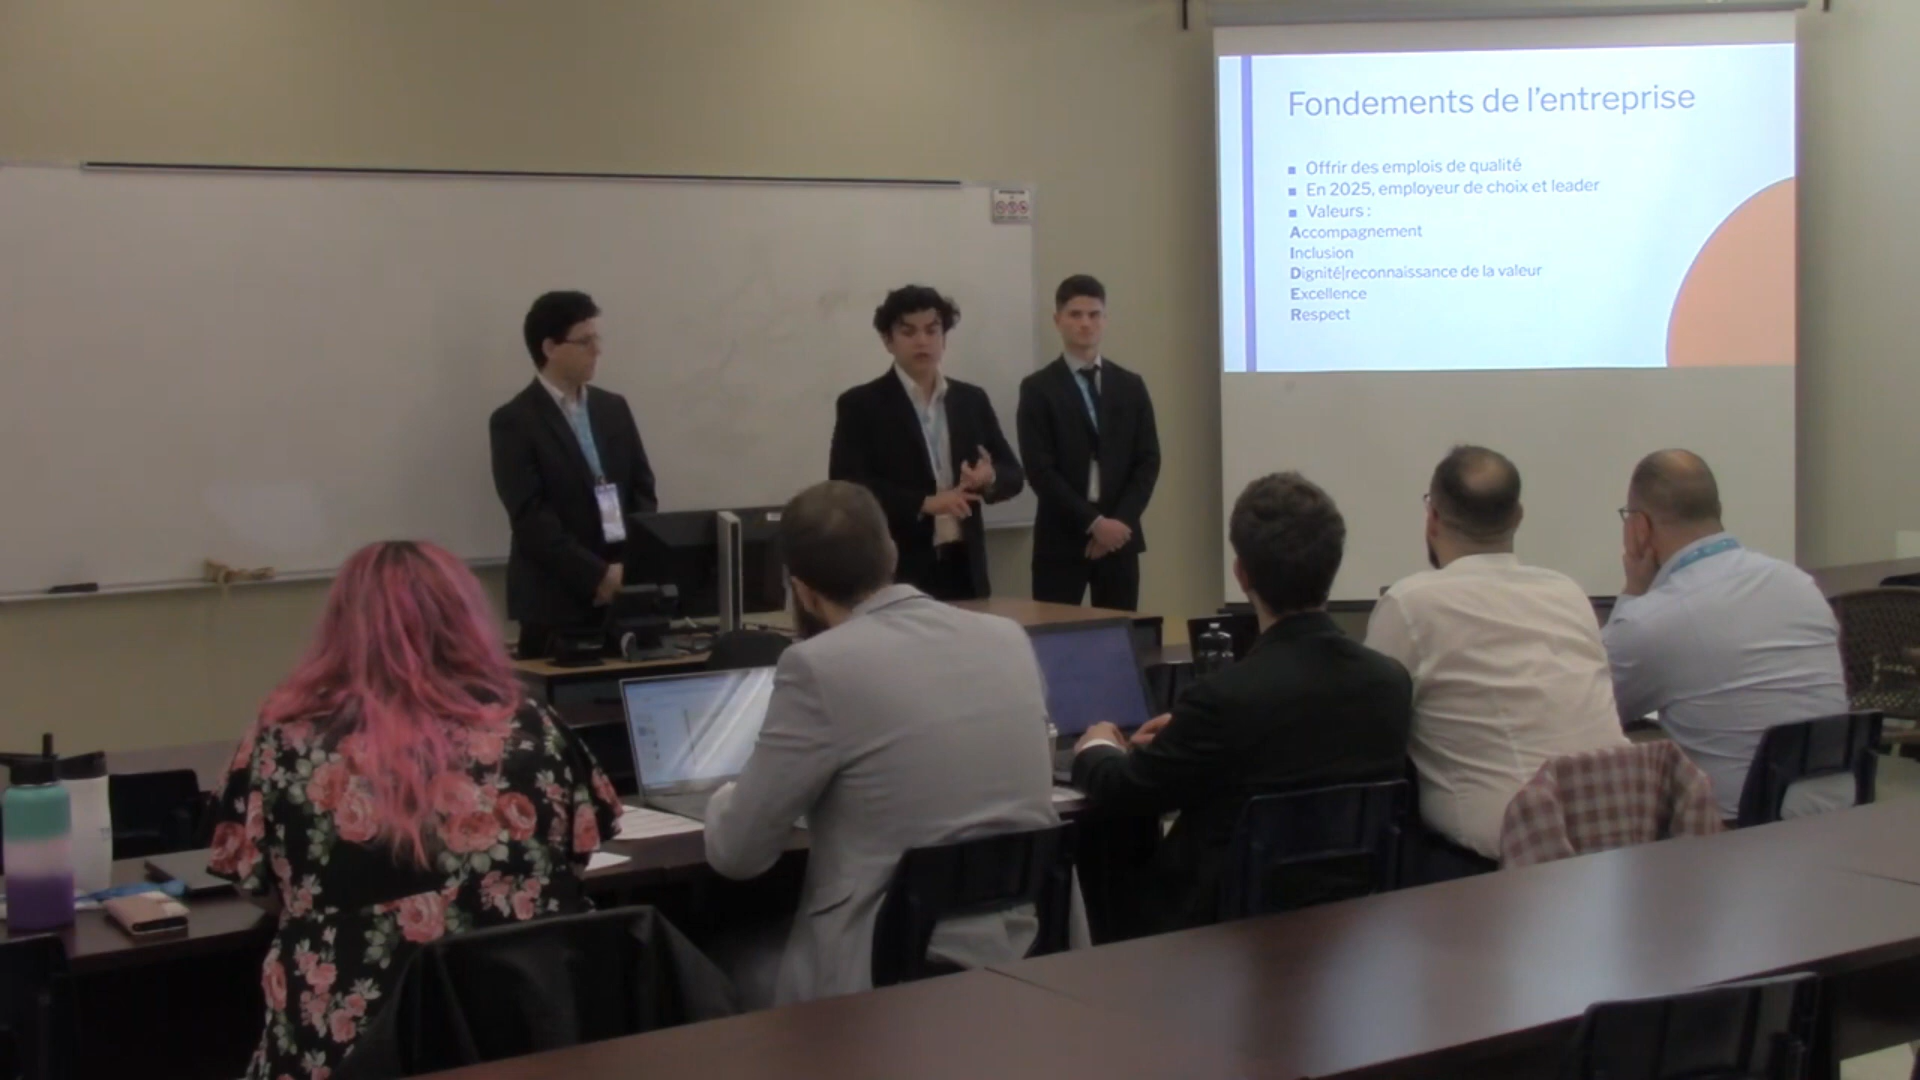 Fondements de l'entreprise
Offrir des emplois de qualité
En 2025, employeur de choix et leader
Valeurs :
Accompagnement
Inclusion
Dignité|reconnaissance de la valeur
Excellence
Respect